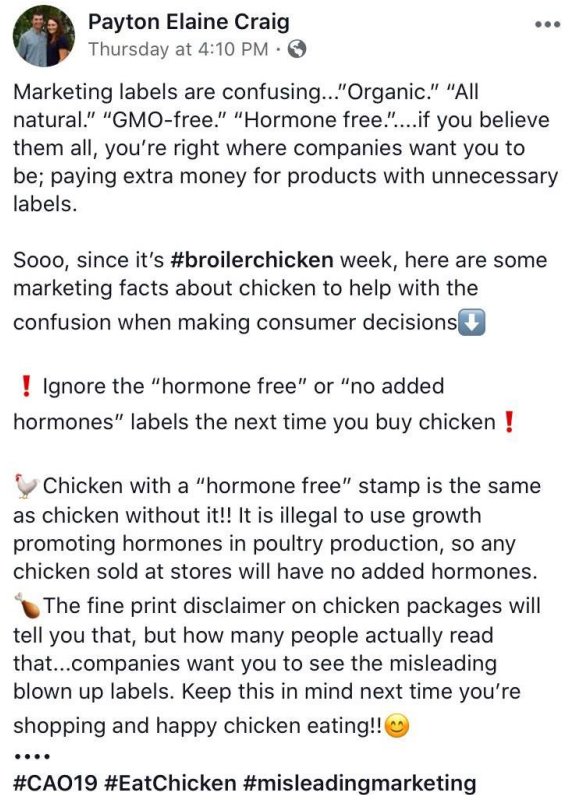 Payton Elaine Craig
Thursday at 4:10 PM ·
Marketing labels are confusing...”Organic.” “All
natural.” “GMO-free.” “Hormone free.”....if you believe
them all, you’re right where companies want you to
be; paying extra money for products with unnecessary
labels.
Sooo, since it’s #broilerchicken week, here are some
marketing facts about chicken to help with the
confusion when making consumer decisions⬇️
❗Ignore the “hormone free” or “no added
hormones” labels the next time you buy chicken❗
🐓Chicken with a “hormone free” stamp is the same
as chicken without it!! It is illegal to use growth
promoting hormones in poultry production, so any
chicken sold at stores will have no added hormones.
🍗The fine print disclaimer on chicken packages will
tell you that, but how many people actually read
that...companies want you to see the misleading
blown up labels. Keep this in mind next time you’re
shopping and happy chicken eating!!😊
••••
#CAO19 #EatChicken #misleadingmarketing